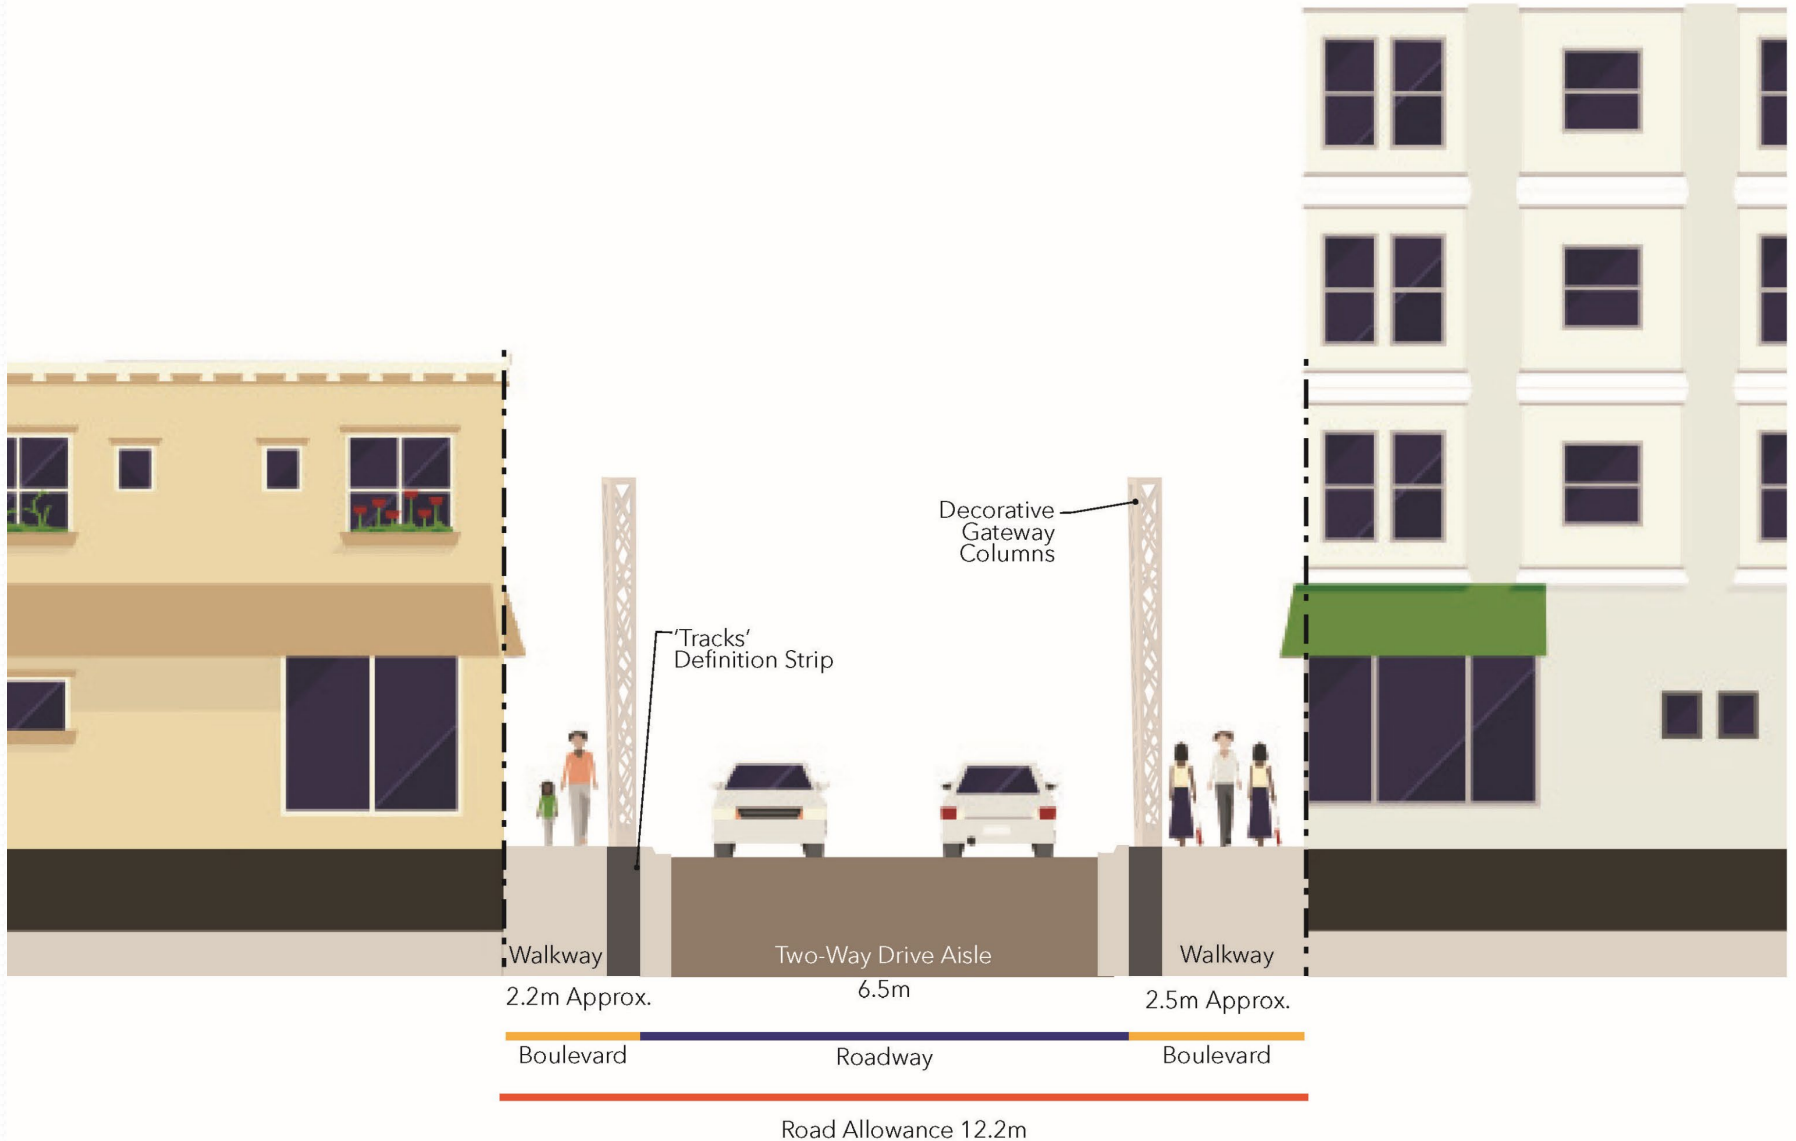 Decorative
Gateway
Columns
'Tracks'
Definition Strip
Walkway
Two-Way Drive Aisle
Walkway
2.2m Approx.
6.5m
2.5m Approx.
Boulevard
Roadway
Boulevard
Road Allowance 12.2m